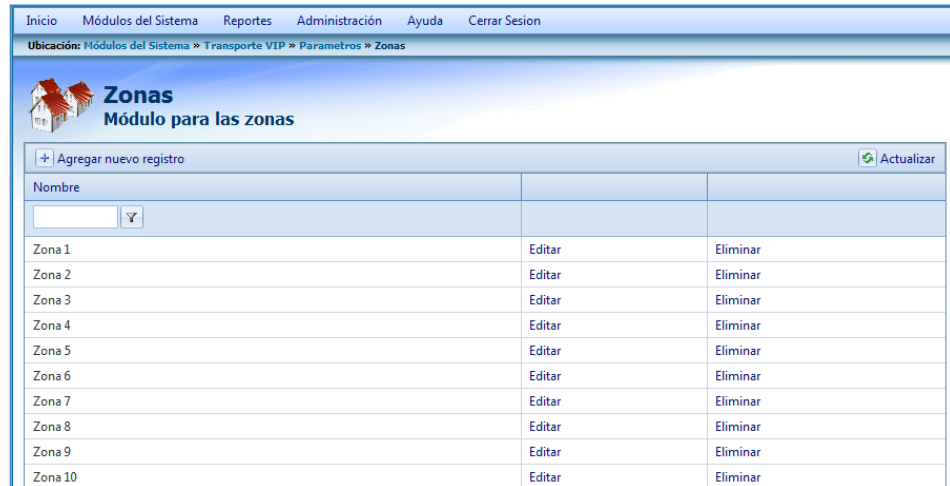 Inicio Módulos del Sistema Reportes Administración Ayuda Cerrar Sesion
Ubicación: Módulos del Sistema » Transporte VIP » Parametros » Zonas
Zonas
Módulo para las zonas
Agregar nuevo registro Actualizar
Nombre
Zona 1 Editar Eliminar
Zona 2 Editar Eliminar
Zona 3 Editar Eliminar
Zona 4 Editar Eliminar
Zona 5 Editar Eliminar
Zona 6 Editar Eliminar
Zona 7 Editar Eliminar
Zona 8 Editar Eliminar
Zona 9 Editar Eliminar
Zona 10 Editar Eliminar